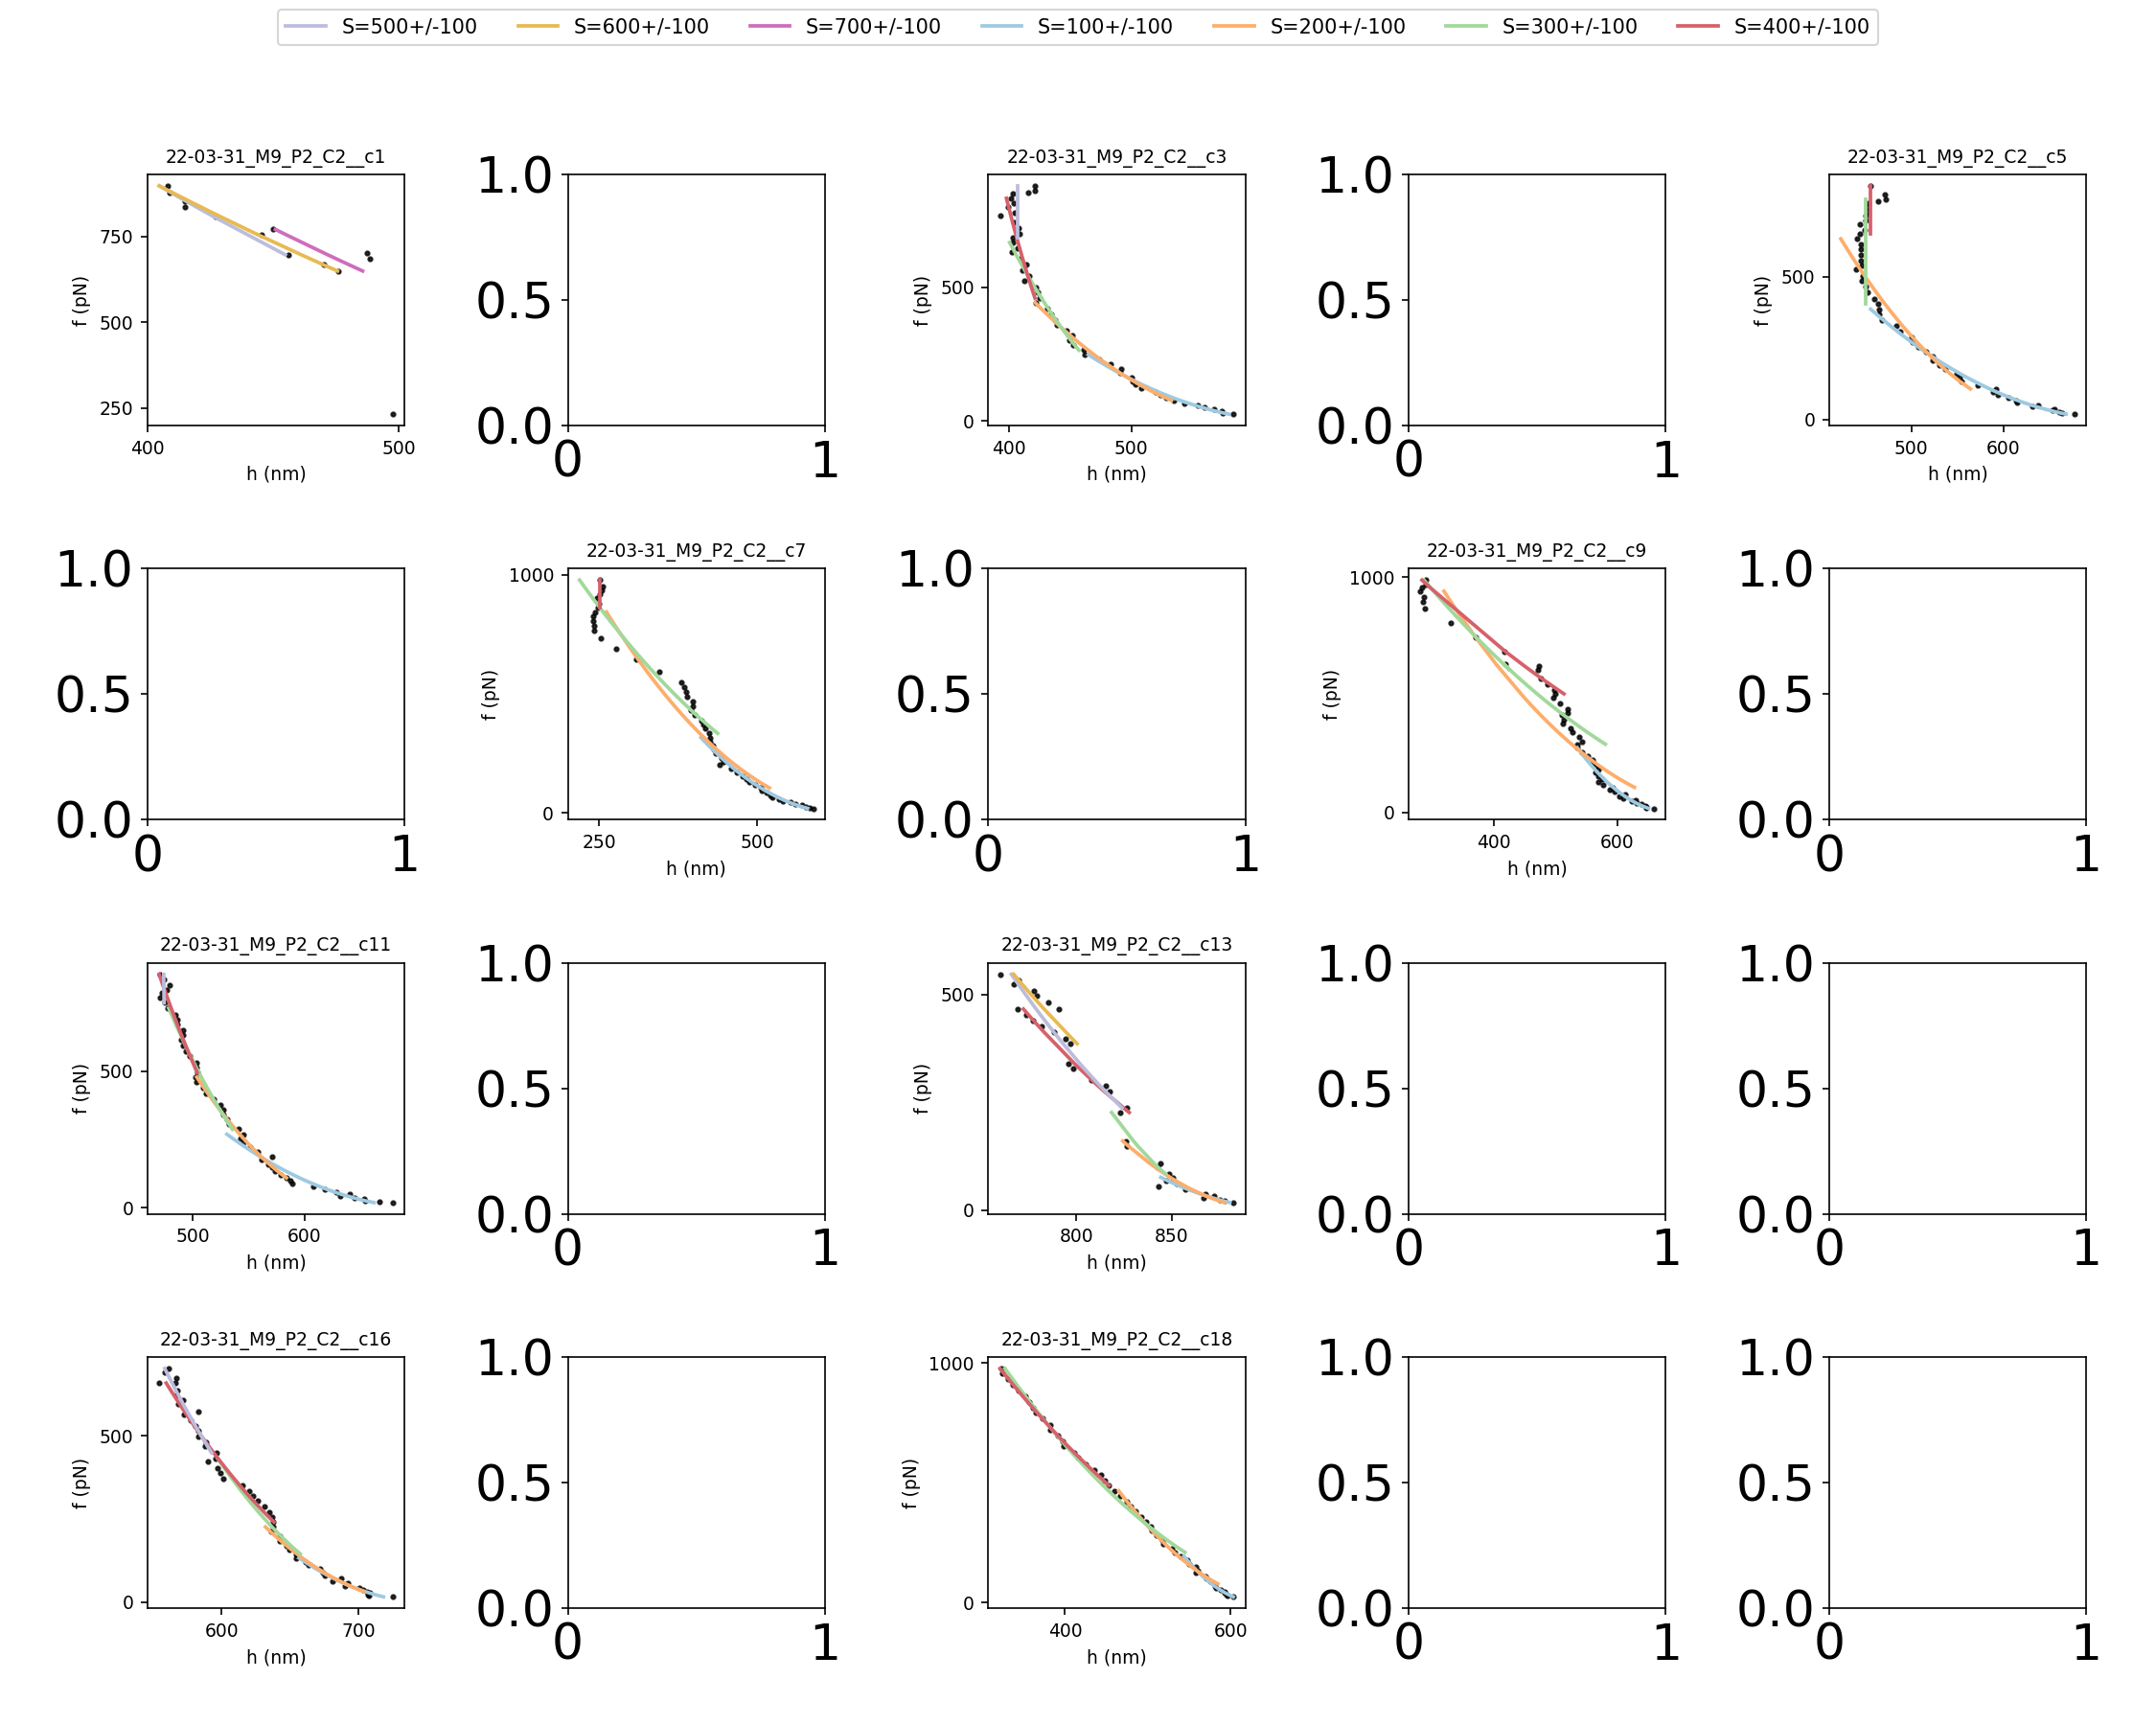 S=500+/-100 S=600+/-100 S=700+/-100 S=100+/-100 S=200+/-100 S=300+/-100 S=400+/-100
22-03-31_M9_P2_C2__c1
750
500
250
f (pN)
400 500
h (nm)
1.0
0.5
0.0
0 1
22-03-31_M9_P2_C2__c3
500
0
f (pN)
400 500
h (nm)
1.0
0.5
0.0
0 1
22-03-31_M9_P2_C2__c5
500
0
f (pN)
500 600
h (nm)
1.0
0.5
0.0
0 1
22-03-31_M9_P2_C2__c7
1000
0
f (pN)
250 500
h (nm)
1.0
0.5
0.0
0 1
22-03-31_M9_P2_C2__c9
1000
0
f (pN)
400 600
h (nm)
1.0
0.5
0.0
0 1
22-03-31_M9_P2_C2__c11
500
0
f (pN)
500 600
h (nm)
1.0
0.5
0.0
0 1
22-03-31_M9_P2_C2__c13
500
0
f (pN)
800 850
h (nm)
1.0
0.5
0.0
0 1
1.0
0.5
0.0
0 1
22-03-31_M9_P2_C2__c16
500
0
f (pN)
600 700
h (nm)
1.0
0.5
0.0
0 1
22-03-31_M9_P2_C2__c18
1000
0
f (pN)
400 600
h (nm)
1.0
0.5
0.0
0 1
1.0
0.5
0.0
0 1